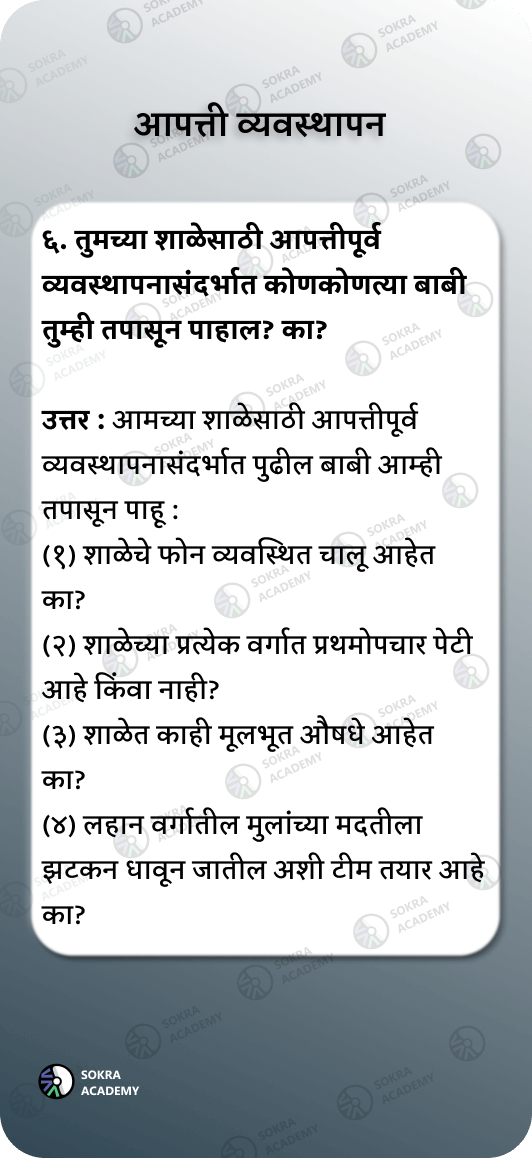 आपत्ती व्यवस्थापन
६. तुमच्या शाळेसाठी आपत्तीपूर्व
व्यवस्थापनासंदर्भात कोणकोणत्या बाबी
तुम्ही तपासून पाहाल? का?
उत्तर : आमच्या शाळेसाठी आपत्तीपूर्व
व्यवस्थापनासंदर्भात पुढील बाबी आम्ही
तपासून पाहू :
(१) शाळेचे फोन व्यवस्थित चालू आहेत
का?
(२) शाळेच्या प्रत्येक वर्गात प्रथमोपचार पेटी
आहे किंवा नाही?
(३) शाळेत काही मूलभूत औषधे आहेत
का?
(४) लहान वर्गातील मुलांच्या मदतीला
झटकन धावून जातील अशी टीम तयार आहे
का?
SOKRA
ACADEMY